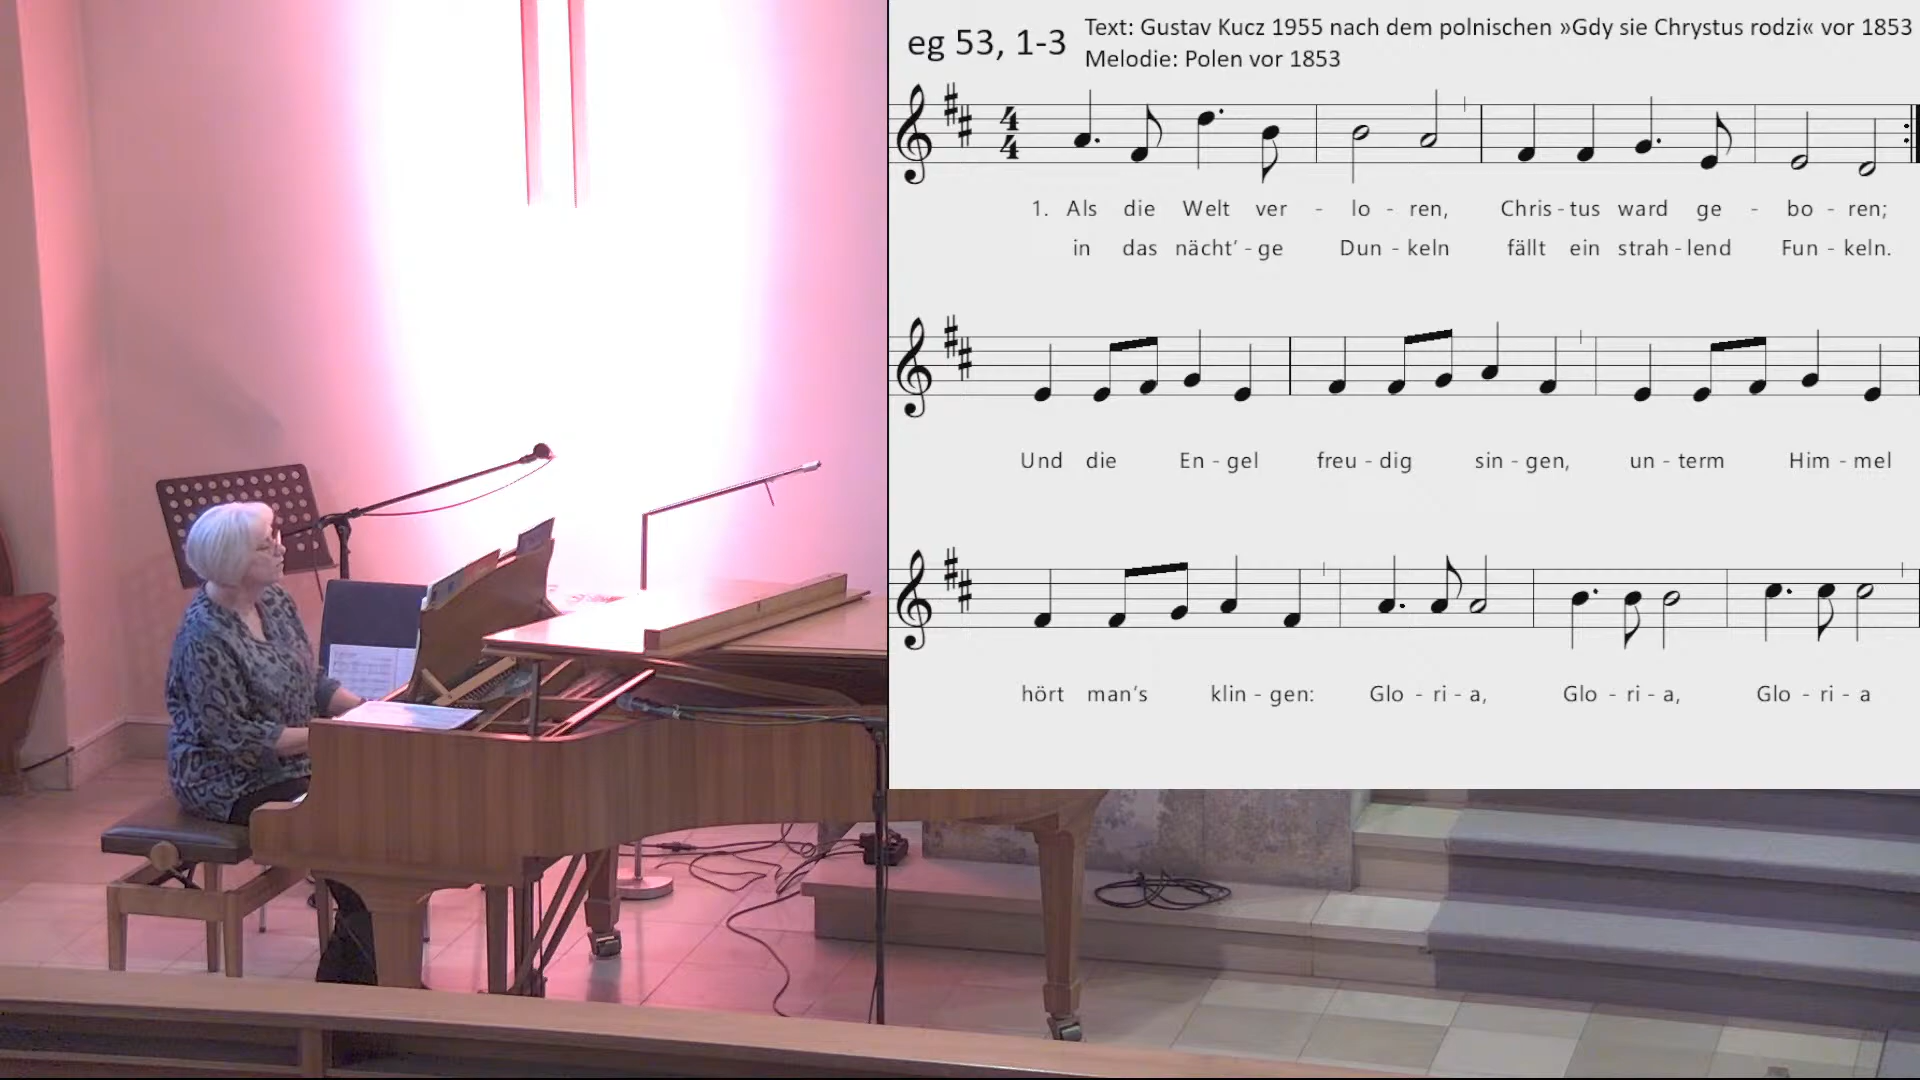 eg 53, 1-3
Text: Gustav Kucz 1955 nach dem polnischen »Gdy sie Chrystus rodzi« vor 1853
Melodie: Polen vor 1853
1. Als die Welt ver - lo - ren, Chris - tus ward ge - bo - ren;
in das nächt' - ge Dun - keln fällt ein strah - lend Fun - keln.
Und die En - gel freu - dig sin - gen, un - term Him - mel
hört man's klin - gen: Glo - ri - a, Glo - ri - a, Glo - ri - a